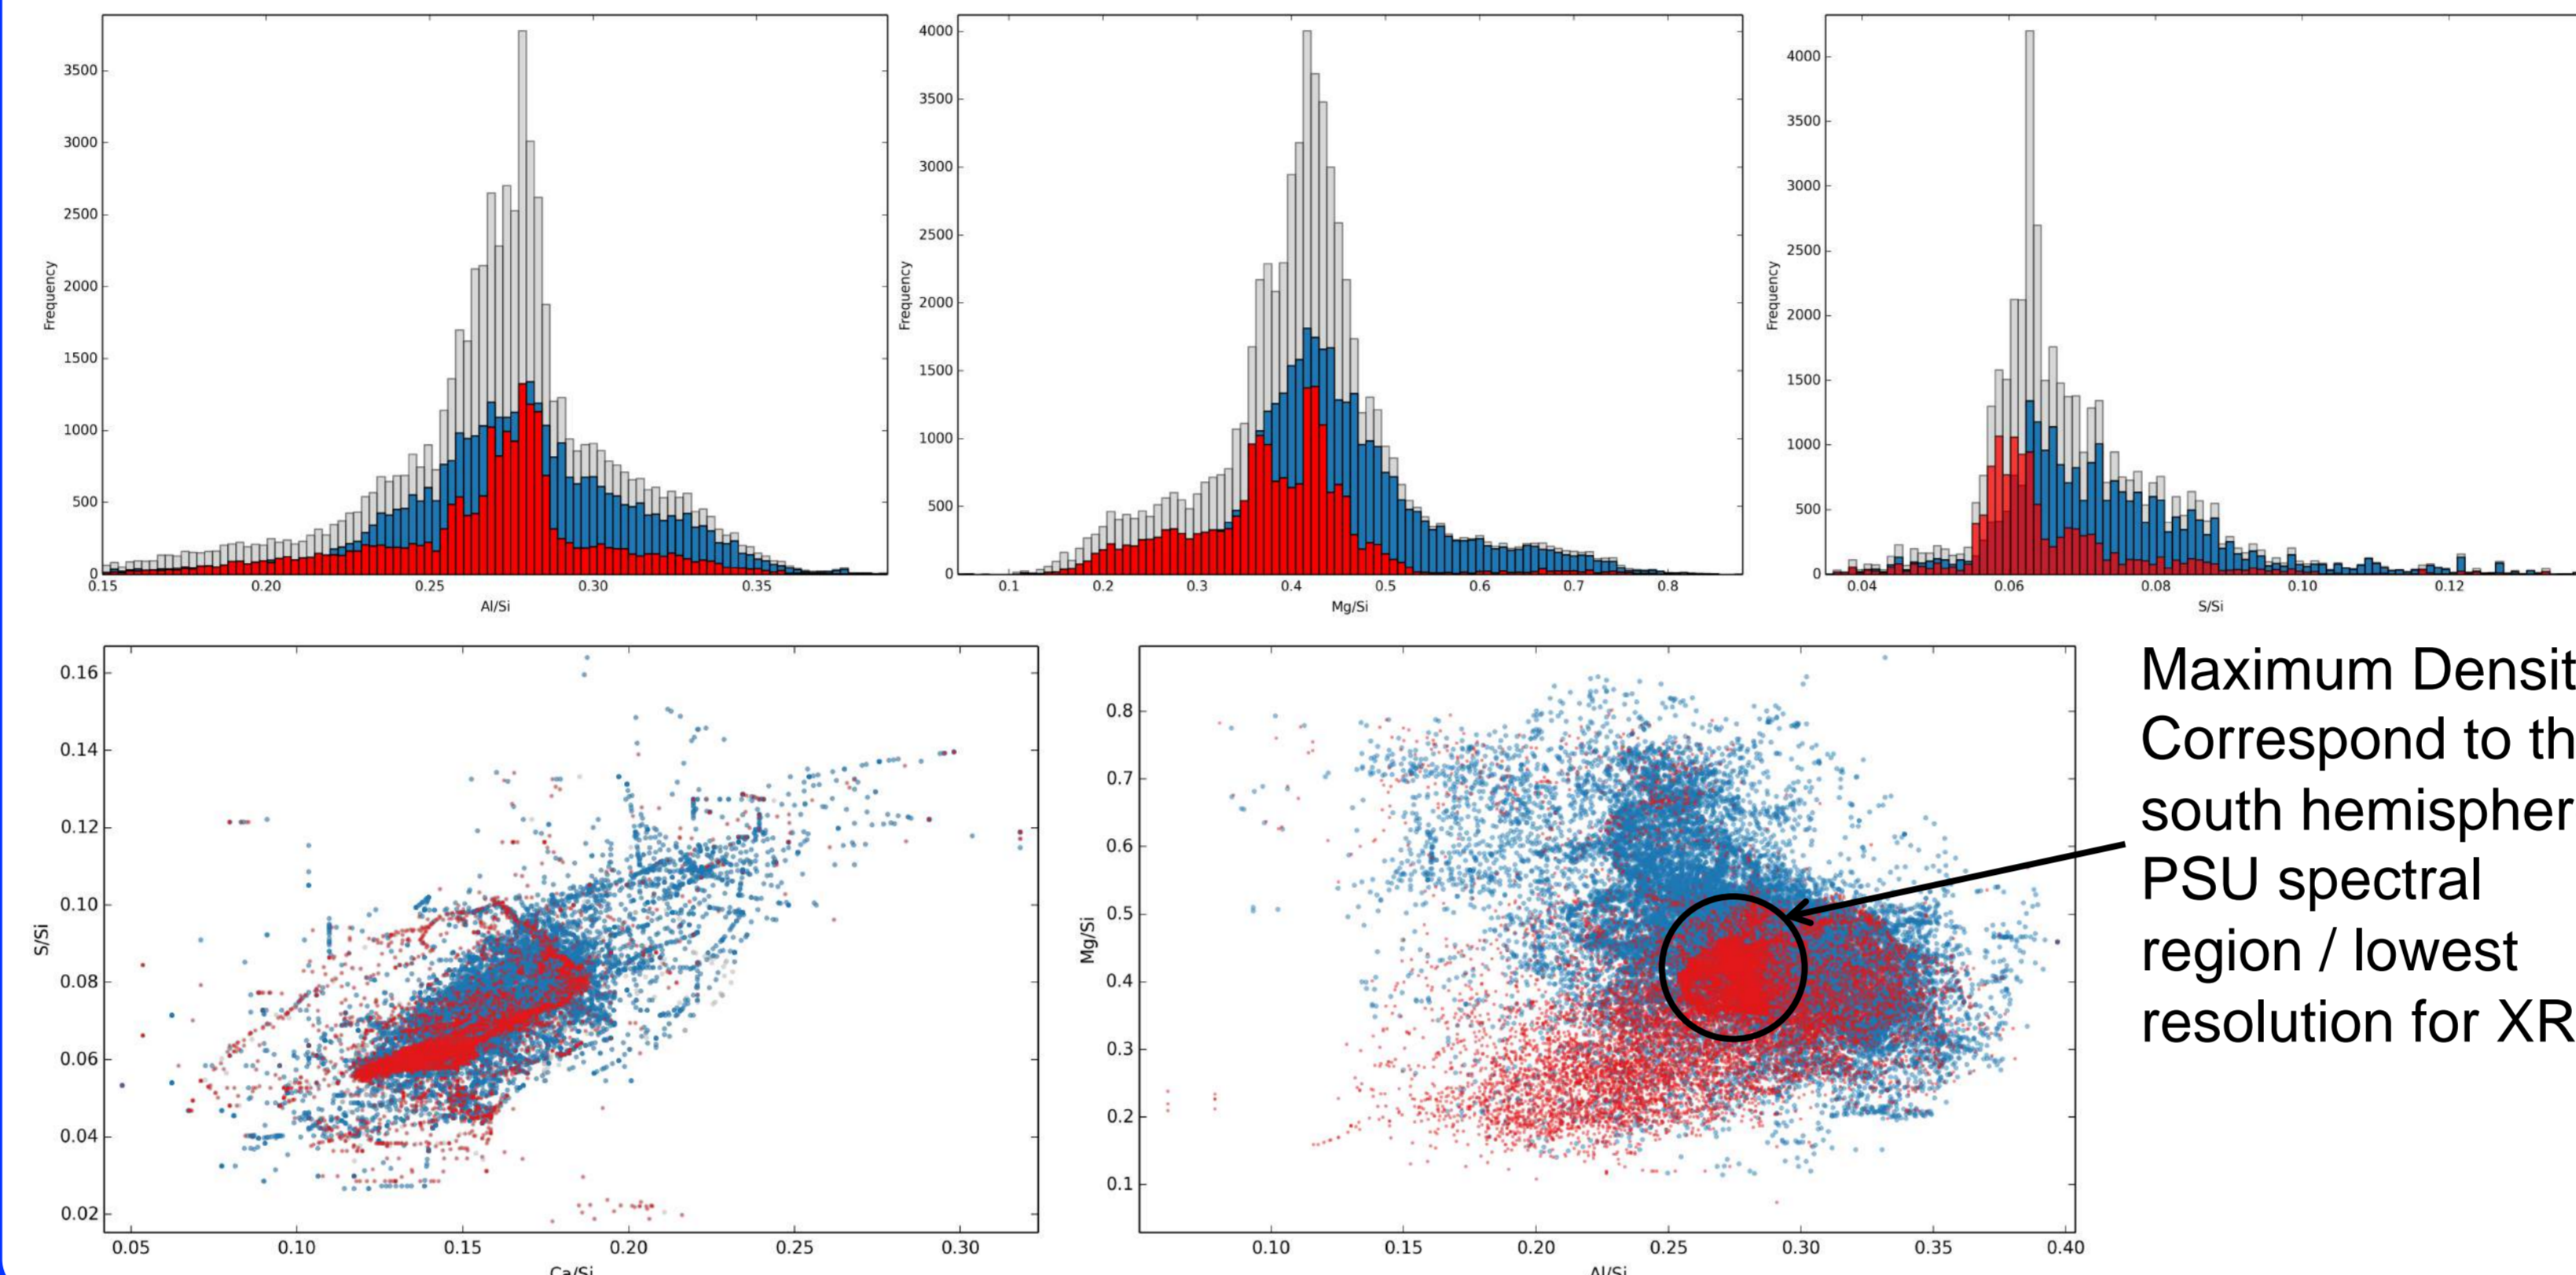 3500
3000
2500
2000
1500
1000
500
0
Frequency
0.15 0.20 0.25 0.30 0.35
Al/Si
4000
3500
3000
2500
2000
1500
1000
500
0
Frequency
0.1 0.2 0.3 0.4 0.5 0.6 0.7 0.8
Mg/Si
4000
3500
3000
2500
2000
1500
1000
500
0
Frequency
0.04 0.06 0.08 0.10 0.12
S/Si
0.16
0.14
0.12
0.10
0.08
0.06
0.04
0.02
S/Si
0.05 0.10 0.15 0.20 0.25 0.30
Ca/Si
0.8
0.7
0.6
0.5
0.4
0.3
0.2
0.1
Mg/Si
0.10 0.15 0.20 0.25 0.30 0.35 0.40
Al/Si
Maximum Densit
Correspond to th
south hemispher
PSU spectral
region / lowest
resolution for XR